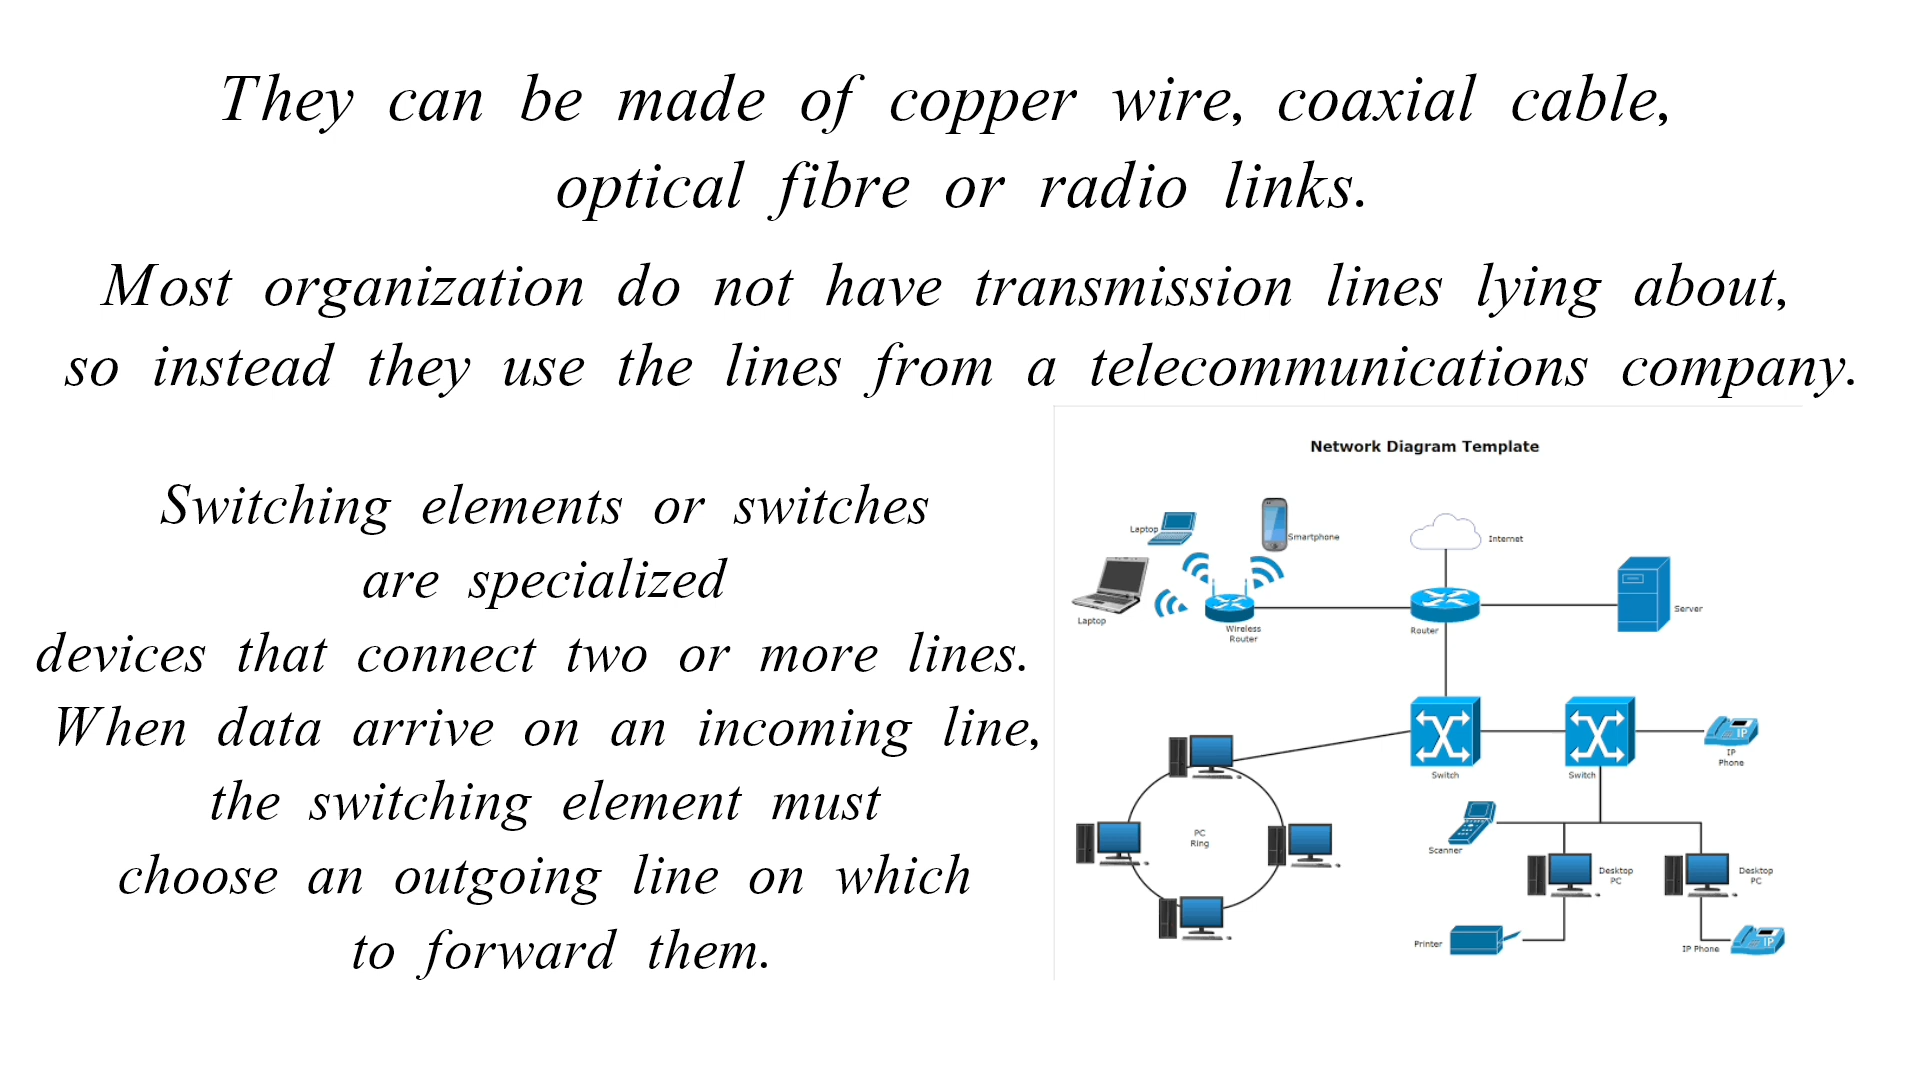 They can be made of copper wire, coaxial cable,
optical fibre or radio links.
Most organization do not have transmission lines lying about,
so instead they use the lines from a telecommunications company.
Switching elements or switches
are specialized
devices that connect two or more lines.
When data arrive on an incoming line,
the switching element must
choose an outgoing line on which
to forward them.
Network Diagram Template
Laptop
Smartphone
Internet
Laptop
Wireless
Router
Router
Server
Switch
Switch
IP
IP
Phone
PC
Ring
Scanner
Desktop
PC
Desktop
PC
Printer
IP Phone
IP